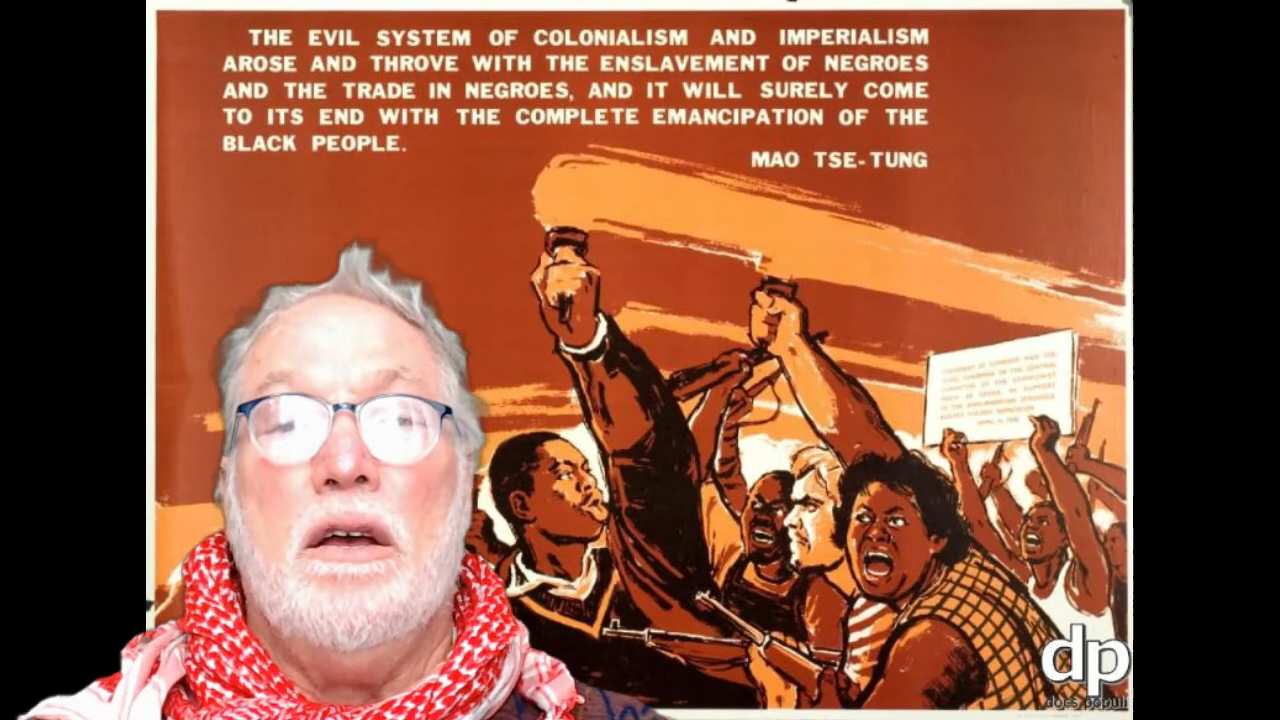 THE EVIL SYSTEM OF COLONIALISM AND IMPERIALISM
AROSE AND THROVE WITH THE ENSLAVEMENT OF NEGROES
AND THE TRADE IN NEGROES, AND IT WILL SURELY COME
TO ITS END WITH THE COMPLETE EMANCIPATION OF THE
BLACK PEOPLE.
MAO TSE-TUNG
dp
docs populi